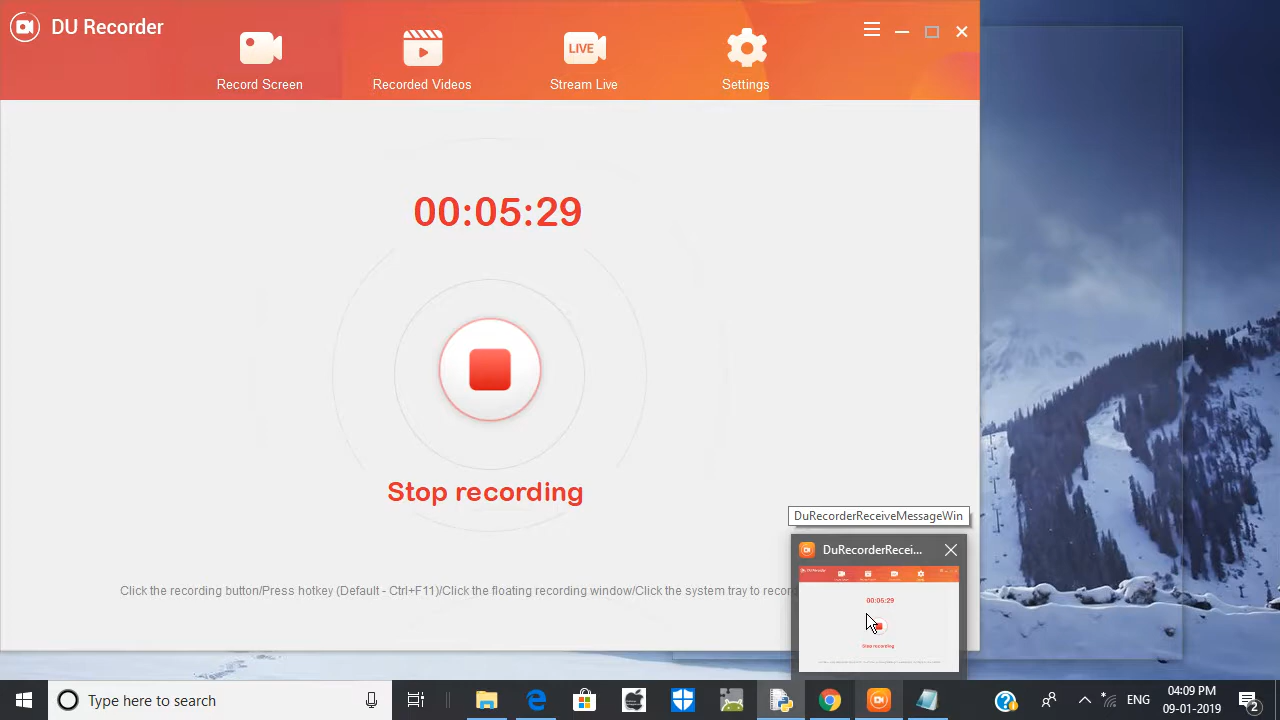 DU Recorder
Record Screen
Recorded Videos
LIVE
Stream Live
Settings
00:05:29
Stop recording
DuRecorderReceiveMessageWin
DuRecorderRecei...
Click the recording button/Press hotkey (Default - Ctrl+F11)/Click the floating recording window/Click the system tray to recor
00:05:29
Stop recording
Type here to search
ENG
04:09 PM
09-01-2019
2